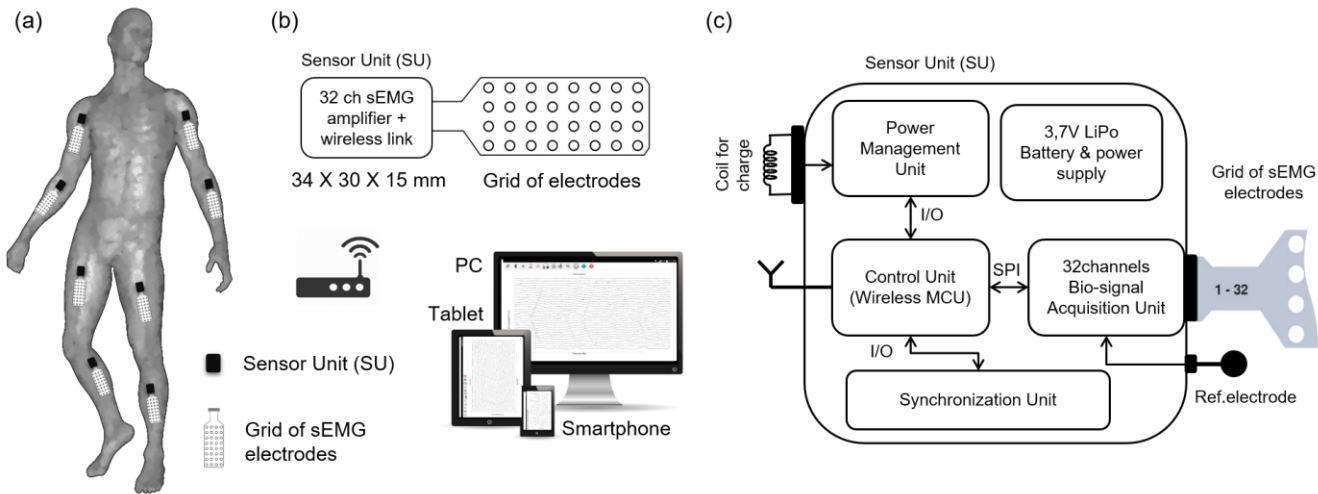 (a)
Sensor Unit (SU)
Grid of sEMG
electrodes
(b)
Sensor Unit (SU)
32 ch sEMG
amplifier +
wireless link
34 X 30 X 15 mm
Grid of electrodes
PC
Tablet
Smartphone
(c)
Sensor Unit (SU)
Coil for
charge
Power
Management
Unit
3,7V LiPo
Battery & power
supply
I/O
Control Unit
(Wireless MCU)
SPI
32channels
Bio-signal
Acquisition Unit
Grid of sEMG
electrodes
1 - 32
I/O
Synchronization Unit
Ref.electrode